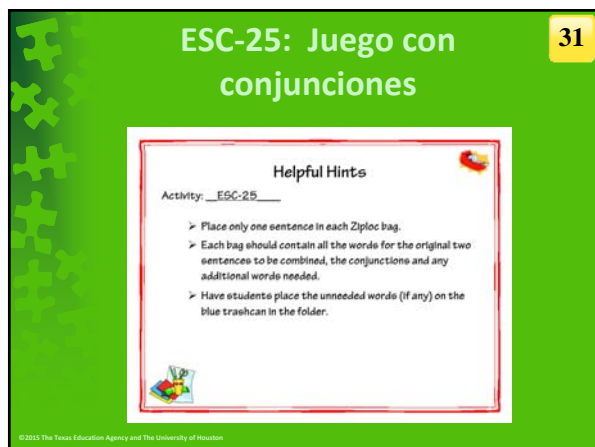 ESC-25: Juego con
conjunciones
31
Helpful Hints
Activity: __ESC-25____
➢ Place only one sentence in each Ziploc bag.
➢ Each bag should contain all the words for the original two
sentences to be combined, the conjunctions and any
additional words needed.
➢ Have students place the unneeded words (if any) on the
blue trashcan in the folder.
©2015 The Texas Education Agency and The University of Houston